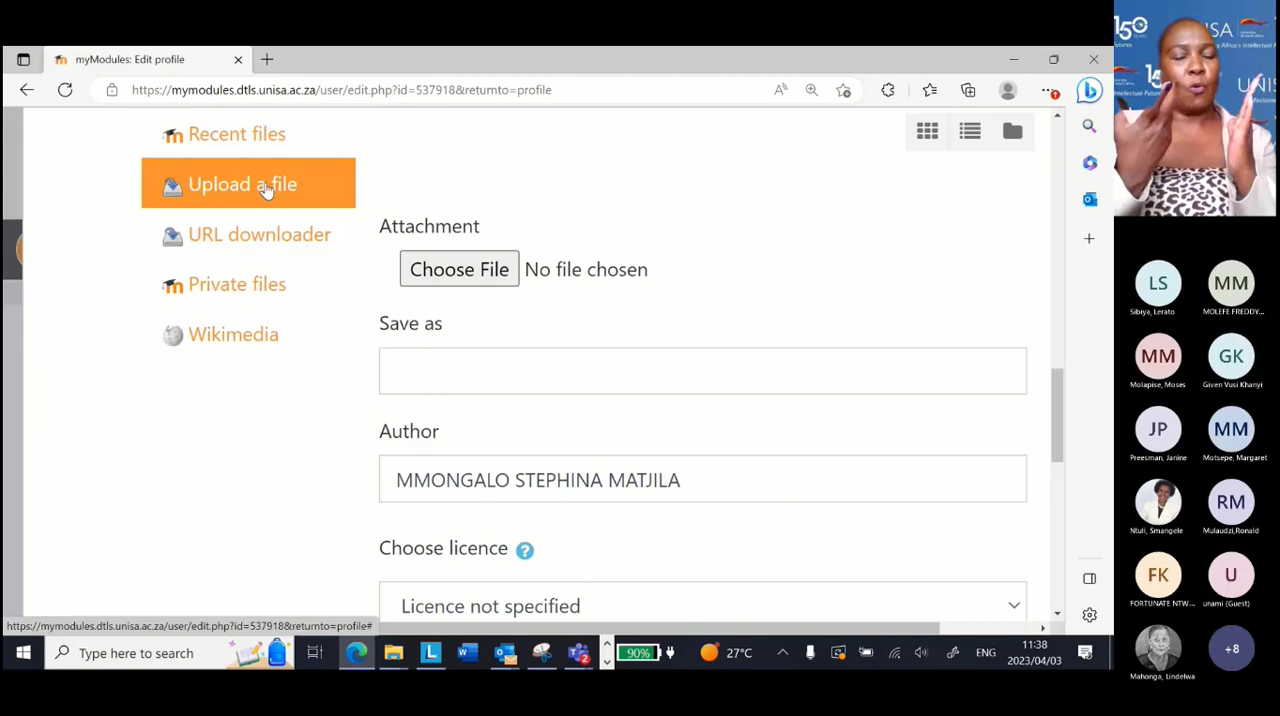 myModules: Edit profile
https://mymodules.dtls.unisa.ac.za/user/edit.php?id=537918&returnto=profile
Recent files
Upload a file
URL downloader
Private files
Wikimedia
Attachment
Choose File No file chosen
Save as
Author
MMONGALO STEPHINA MATJILA
Choose licence
Licence not specified
https://mymodules.dtls.unisa.ac.za/user/edit.php?id=537918&returnto=profile#
Type here to search
90%
27°C
ENG
11:38
2023/04/03
LS
Sibiya, Lerato
MM
MOLEFE FREDDY...
MM
Molapise, Moses
GK
Given Vusi Khanyi
JP
Preesman, Janine
MM
Motsepe, Margaret
Ntuli, Smangele
RM
Mulaudzi,Ronald
FK
FORTUNATE NTW...
U
unami (Guest)
Mahonga, Lindelwa
+8